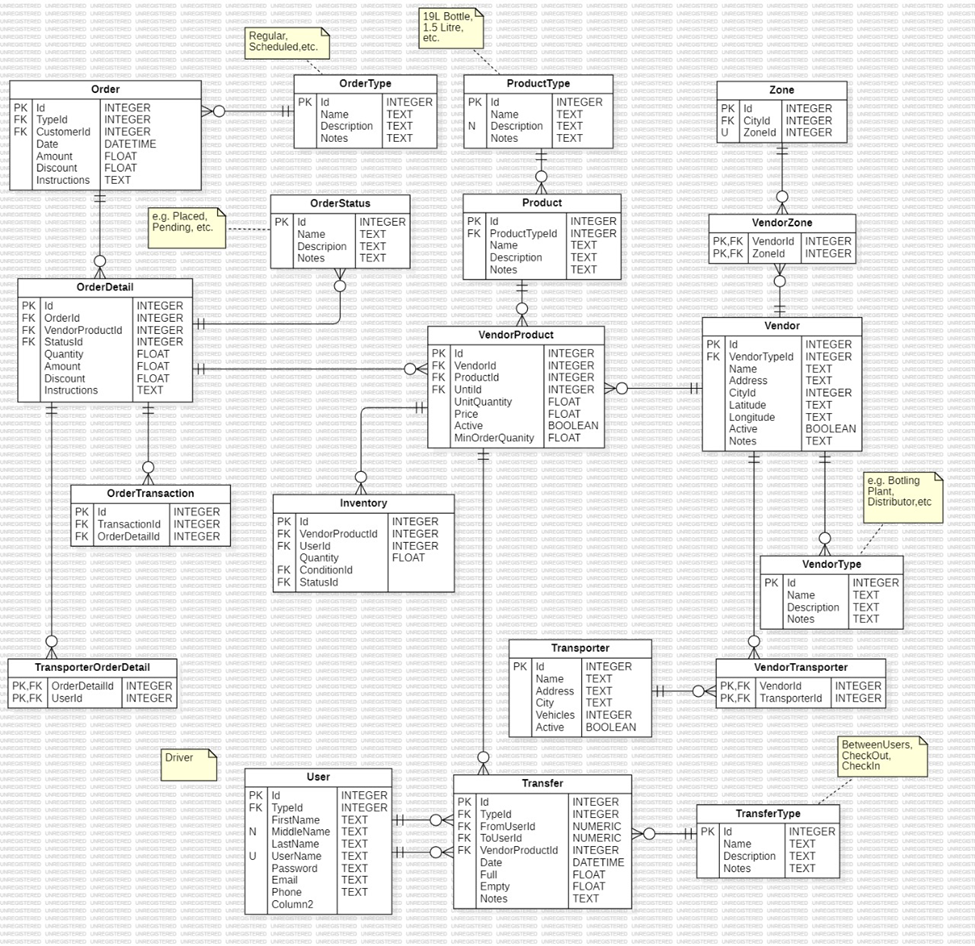 Regular,
Scheduled,etc.
19L Bottle,
1.5 Litre,
etc.
Order
PK Id INTEGER
FK TypeId INTEGER
FK CustomerId INTEGER
Date DATETIME
Amount FLOAT
Discount FLOAT
Instructions TEXT
OrderType
PK Id INTEGER
Name TEXT
Description TEXT
Notes TEXT
ProductType
PK Id INTEGER
Name TEXT
N Description TEXT
Notes TEXT
Zone
PK Id INTEGER
FK CityId INTEGER
U ZoneId INTEGER
e.g. Placed,
Pending, etc.
OrderStatus
PK Id INTEGER
Name TEXT
Descripion TEXT
Notes TEXT
Product
PK Id INTEGER
FK ProductTypeId INTEGER
Name TEXT
Description TEXT
Notes TEXT
VendorZone
PK,FK VendorId INTEGER
PK,FK ZoneId INTEGER
OrderDetail
PK Id INTEGER
FK OrderId INTEGER
FK VendorProductId INTEGER
FK StatusId INTEGER
Quantity FLOAT
Amount FLOAT
Discount FLOAT
Instructions TEXT
VendorProduct
PK Id INTEGER
FK VendorId INTEGER
FK ProductId INTEGER
FK UntiId INTEGER
UnitQuantity FLOAT
Price FLOAT
Active BOOLEAN
MinOrderQuanity FLOAT
Vendor
PK Id INTEGER
FK VendorTypeId INTEGER
Name TEXT
Address TEXT
CityId INTEGER
Latitude TEXT
Longitude TEXT
Active BOOLEAN
Notes TEXT
OrderTransaction
PK Id INTEGER
FK TransactionId INTEGER
FK OrderDetailId INTEGER
Inventory
PK Id INTEGER
FK VendorProductId INTEGER
FK UserId INTEGER
Quantity FLOAT
FK ConditionId
FK StatusId
e.g. Botling
Plant,
Distributor,etc
VendorType
PK Id INTEGER
Name TEXT
Description TEXT
Notes TEXT
TransporterOrderDetail
PK,FK OrderDetailId INTEGER
PK,FK UserId INTEGER
Transporter
PK Id INTEGER
Name TEXT
Address TEXT
City TEXT
Vehicles INTEGER
Active BOOLEAN
VendorTransporter
PK,FK VendorId INTEGER
PK,FK TransporterId INTEGER
Driver
User
PK Id INTEGER
FK TypeId INTEGER
FirstName TEXT
N MiddleName TEXT
LastName TEXT
U UserName TEXT
Password TEXT
Email TEXT
Phone TEXT
Column2
Transfer
PK Id INTEGER
FK TypeId INTEGER
FK FromUserId NUMERIC
FK ToUserId NUMERIC
FK VendorProductId INTEGER
Date DATETIME
Full FLOAT
Empty FLOAT
Notes TEXT
BetweenUsers,
CheckOut,
CheckIn
TransferType
PK Id INTEGER
Name TEXT
Description TEXT
Notes TEXT
UNREGISTERED